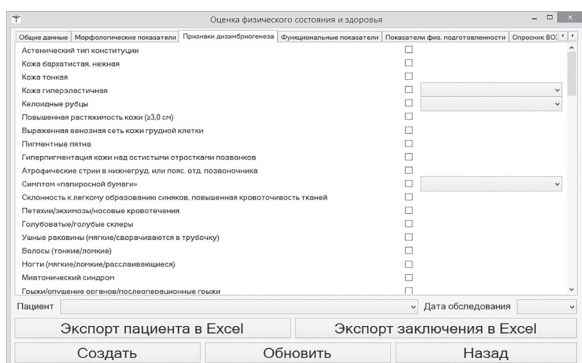 Оценка физического состояния и здоровья
Общие данные Морфологические показатели Признаки дизэмбриогенеза Функциональные показатели Показатели физ. подготовленности Опросник ВОЗ
Астенический тип конституции
Кожа бархатистая, нежная
Кожа тонкая
Кожа гиперэластичная
Келоидные рубцы
Повышенная растяжимость кожи (≥3,0 см)
Выраженная венозная сеть кожи грудной клетки
Пигментные пятна
Гиперпигментация кожи над остистыми отростками позвонков
Атрофические стрии в нижнегруд. или пояс. отд. позвоночника
Симптом «папиросной бумаги»
Склонность к легкому образованию синяков, повышенная кровоточивость тканей
Петехии/экхимозы/носовые кровотечения
Голубоватые/голубые склеры
Ушные раковины (мягкие/сворачиваются в трубочку)
Волосы (тонкие/ломкие)
Ногти (мягкие/ломкие/расслаивающиеся)
Миатонический синдром
Грыжи/опущение органов/послеоперационные грыжи
Пациент Дата обследования
Экспорт пациента в Excel Экспорт заключения в Excel
Создать Обновить Назад